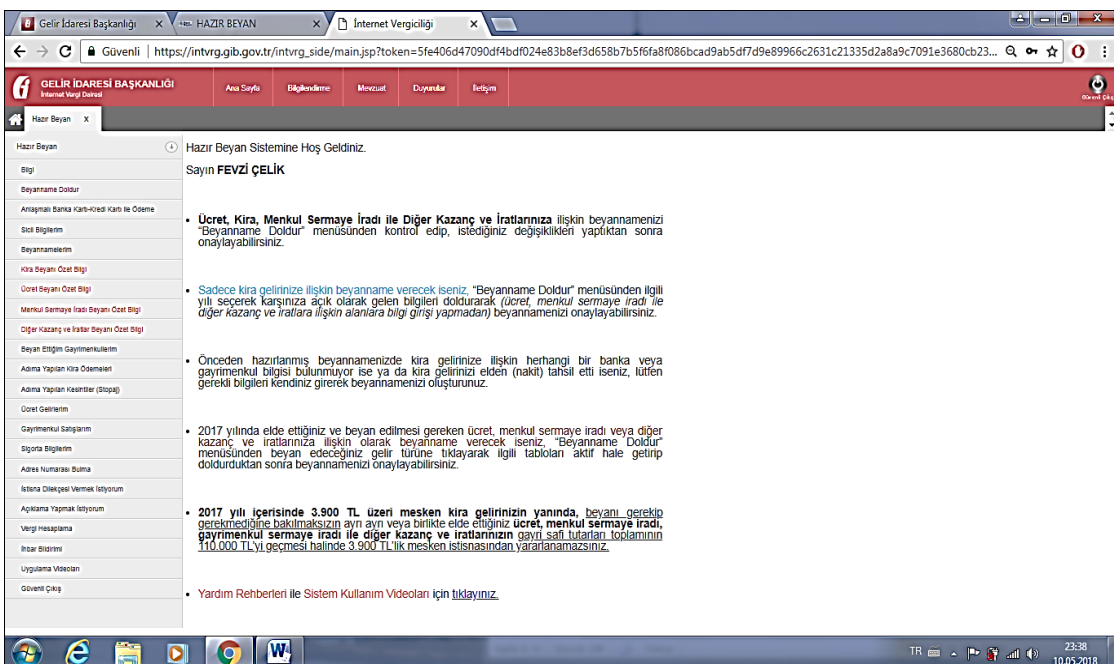 Gelir İdaresi Başkanlığı
HAZIR BEYAN
İnternet Vergiciliği
Güvenli
https://intvrg.gib.gov.tr/intvrg_side/main.jsp?token=5fe406d47090df4bdf024e83b8ef3d658b7b5f6fa8f086bcad9ab5df7d9e89966c2631c21335d2a8a9c7091e3680cb23...
GELİR İDARESİ BAŞKANLIĞI
İnternet Vergi Dairesi
Ana Sayfa
Bilgilendirme
Mevzuat
Duyurular
İletişim
Güvenli Çıkış
Hazır Beyan X
Hazır Beyan
Bilgi
Beyanname Doldur
Anlaşmalı Banka Kartı-Kredi Kartı ile Ödeme
Sicil Bilgilerim
Beyannamelerim
Kira Beyanı Özet Bilgi
Ücret Beyanı Özet Bilgi
Menkul Sermaye İradı Beyanı Özet Bilgi
Diğer Kazanç ve İratlar Beyanı Özet Bilgi
Beyan Ettiğim Gayrimenkullerim
Adıma Yapılan Kira Ödemeleri
Adıma Yapılan Kesintiler (Stopaj)
Ücret Gelirlerim
Gayrimenkul Satışlarım
Sigorta Bilgilerim
Adres Numarası Bulma
İstisna Dilekçesi Vermek İstiyorum
Açıklama Yapmak İstiyorum
Vergi Hesaplama
İhbar Bildirimi
Uygulama Videoları
Güvenli Çıkış
Hazır Beyan Sistemine Hoş Geldiniz.
Sayın FEVZİ ÇELİK
• Ücret, Kira, Menkul Sermaye İradı ile Diğer Kazanç ve İratlarınıza ilişkin beyannamenizi
“Beyanname Doldur” menüsünden kontrol edip, istediğiniz değişiklikleri yaptıktan sonra
onaylayabilirsiniz.
• Sadece kira gelirinize ilişkin beyanname verecek iseniz, “Beyanname Doldur” menüsünden ilgili
yılı seçerek karşınıza açık olarak gelen bilgileri doldurarak (ücret, menkul sermaye iradı ile
diğer kazanç ve iratlara ilişkin alanlara bilgi girişi yapmadan) beyannamenizi onaylayabilirsiniz.
• Önceden hazırlanmış beyannamenizde kira gelirinize ilişkin herhangi bir banka veya
gayrimenkul bilgisi bulunmuyor ise ya da kira gelirinizi elden (nakit) tahsil etti iseniz, lütfen
gerekli bilgileri kendiniz girerek beyannamenizi oluşturunuz.
• 2017 yılında elde ettiğiniz ve beyan edilmesi gereken ücret, menkul sermaye iradı veya diğer
kazanç ve iratlarınıza ilişkin olarak beyanname verecek iseniz, “Beyanname Doldur”
menüsünden beyan edeceğiniz gelir türüne tıklayarak ilgili tabloları aktif hale getirip
doldurduktan sonra beyannamenizi onaylayabilirsiniz.
• 2017 yılı içerisinde 3.900 TL üzeri mesken kira gelirinizin yanında, beyanı gerekip
gerekmediğine bakılmaksızın ayrı ayrı veya birlikte elde ettiğiniz ücret, menkul sermaye iradı,
gayrimenkul sermaye iradı ile diğer kazanç ve iratlarınızın gayri safi tutarları toplamının
110.000 TL'yi geçmesi halinde 3.900 TL'lik mesken istisnasından yararlanamazsınız.
• Yardım Rehberleri ile Sistem Kullanım Videoları için tıklayınız.
TR
23:38
10.05.2018